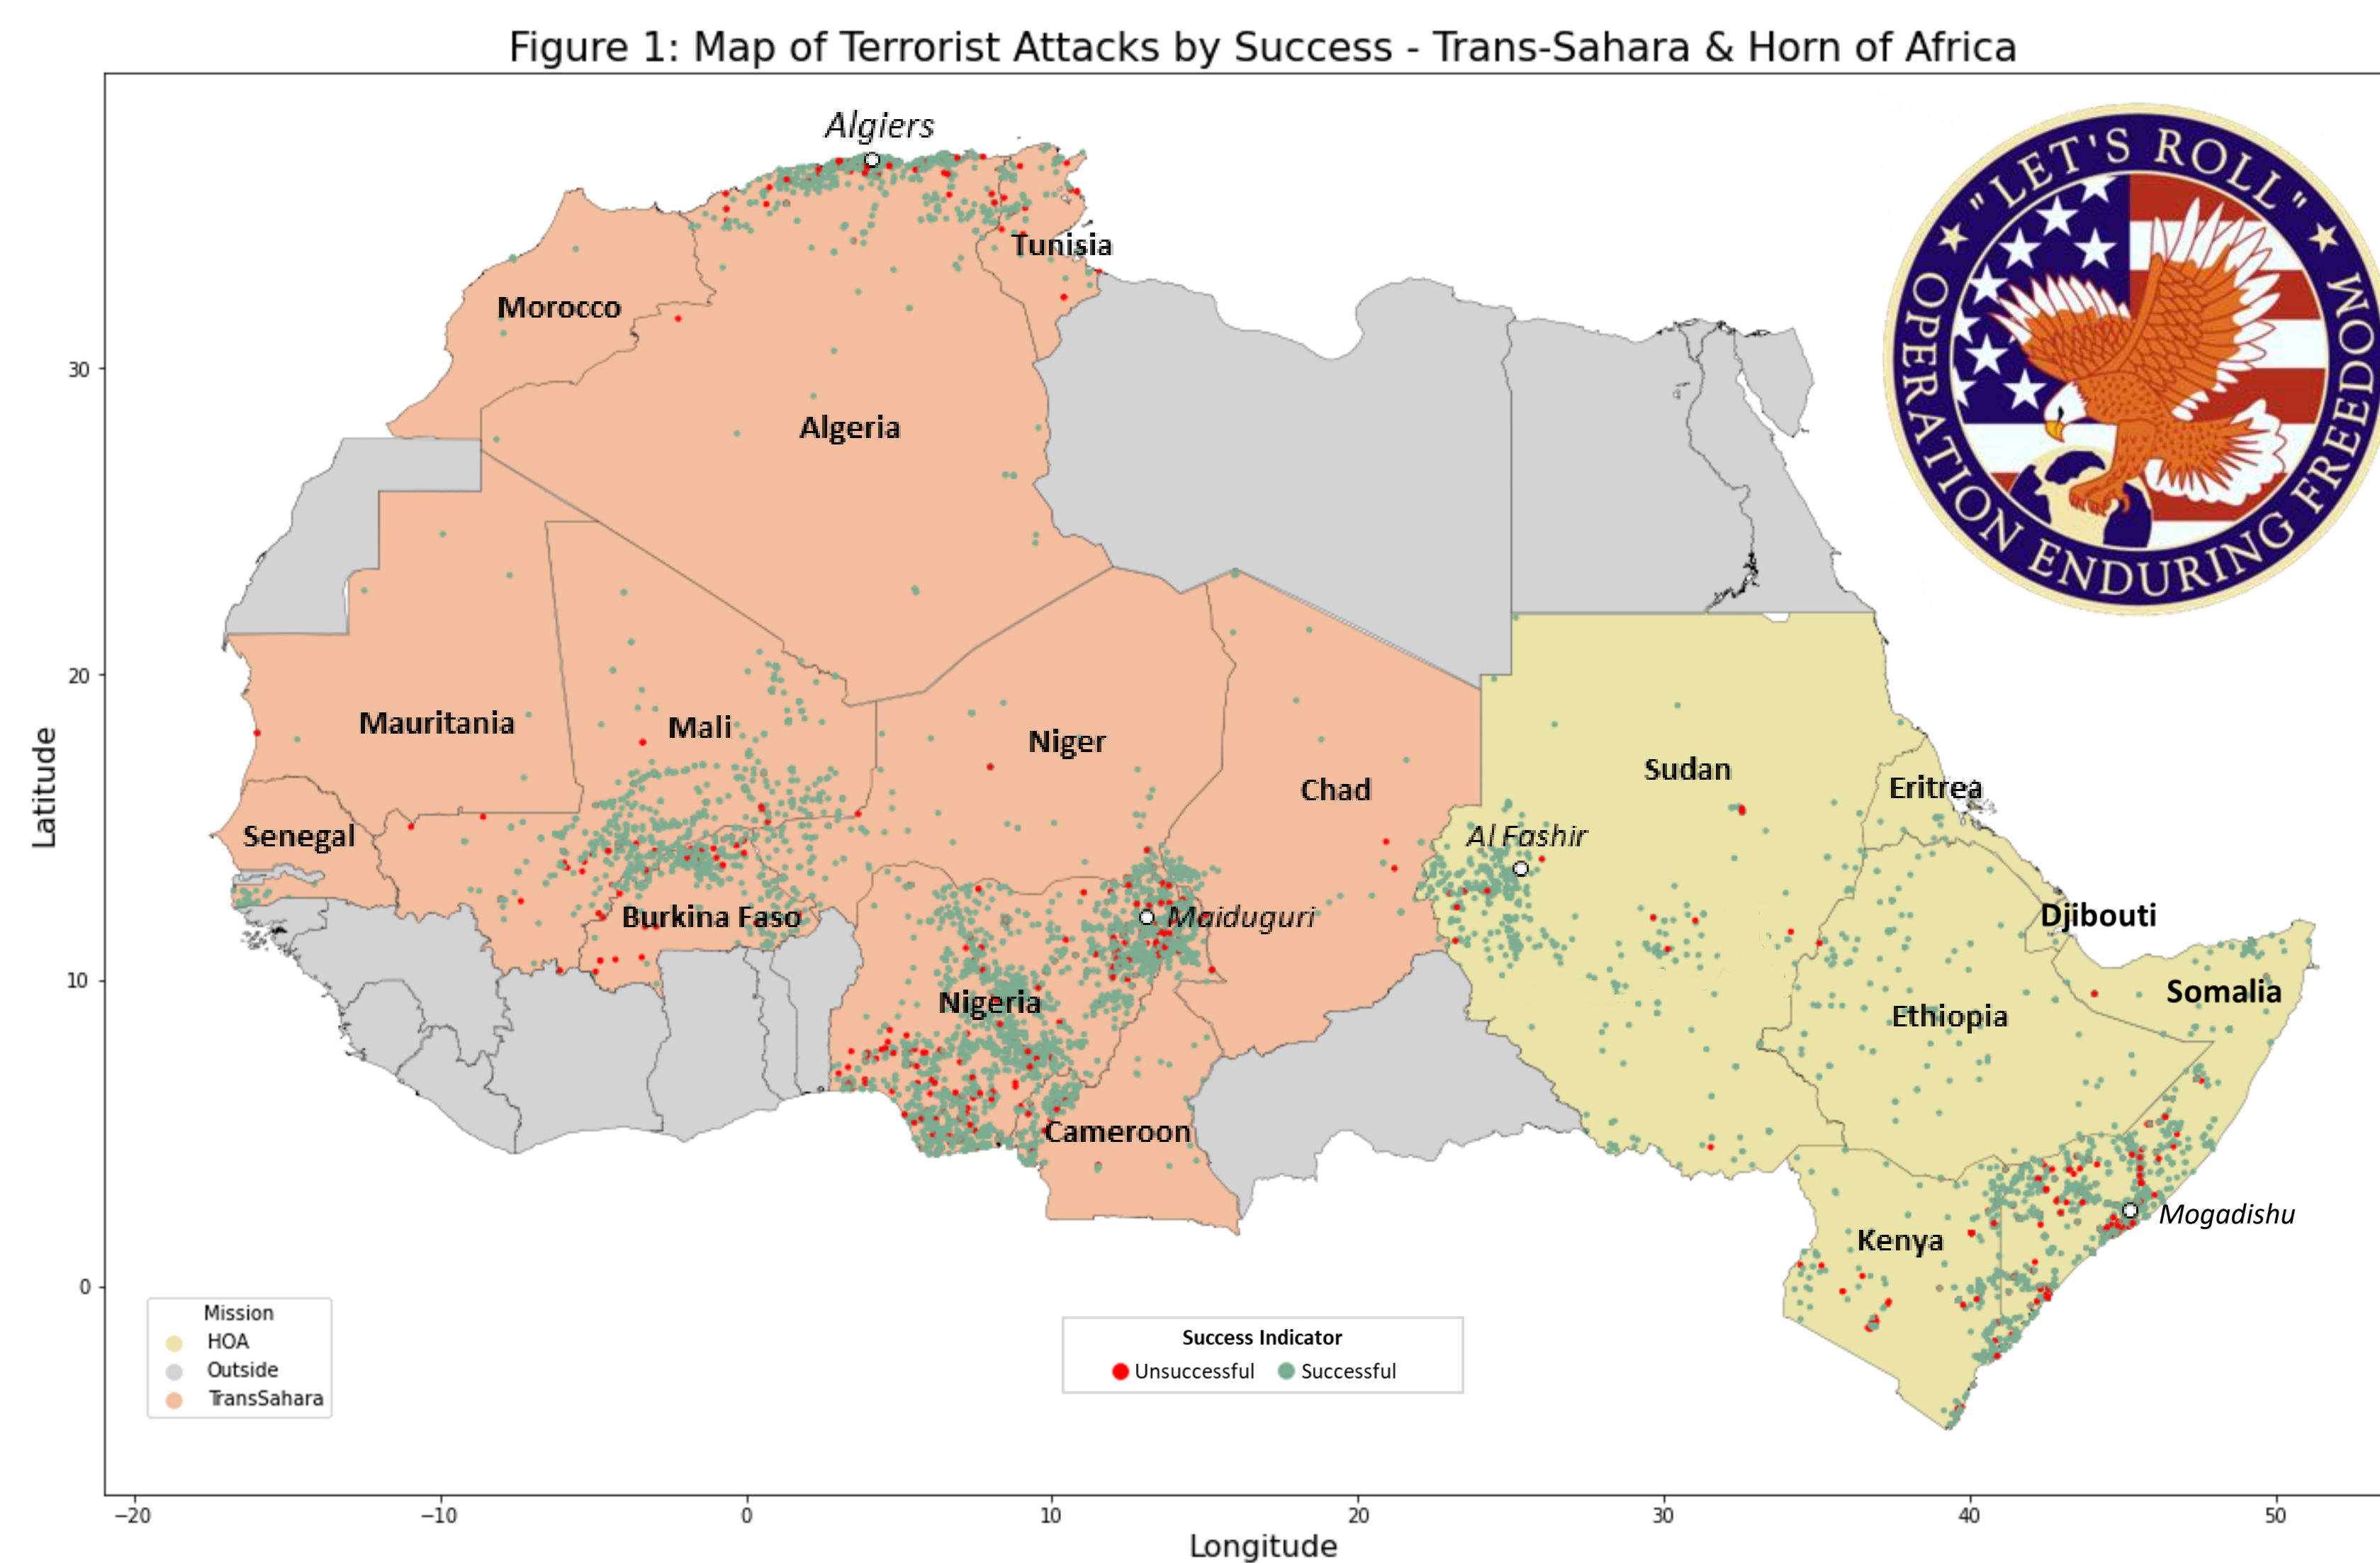 Figure 1: Map of Terrorist Attacks by Success - Trans-Sahara & Horn of Africa
"LET'S ROLL"
OPERATION ENDURING FREEDOM
Algiers
Tunisia
Morocco
Algeria
Mauritania
Mali
Niger
Chad
Sudan
Eritrea
Senegal
Al Fashir
Burkina Faso
Maiduguri
Djibouti
Nigeria
Somalia
Ethiopia
Cameroon
Mogadishu
Kenya
Latitude
30
20
10
0
Mission
HOA
Outside
TransSahara
Success Indicator
Unsuccessful Successful
−20 −10 0 10 20 30 40 50
Longitude